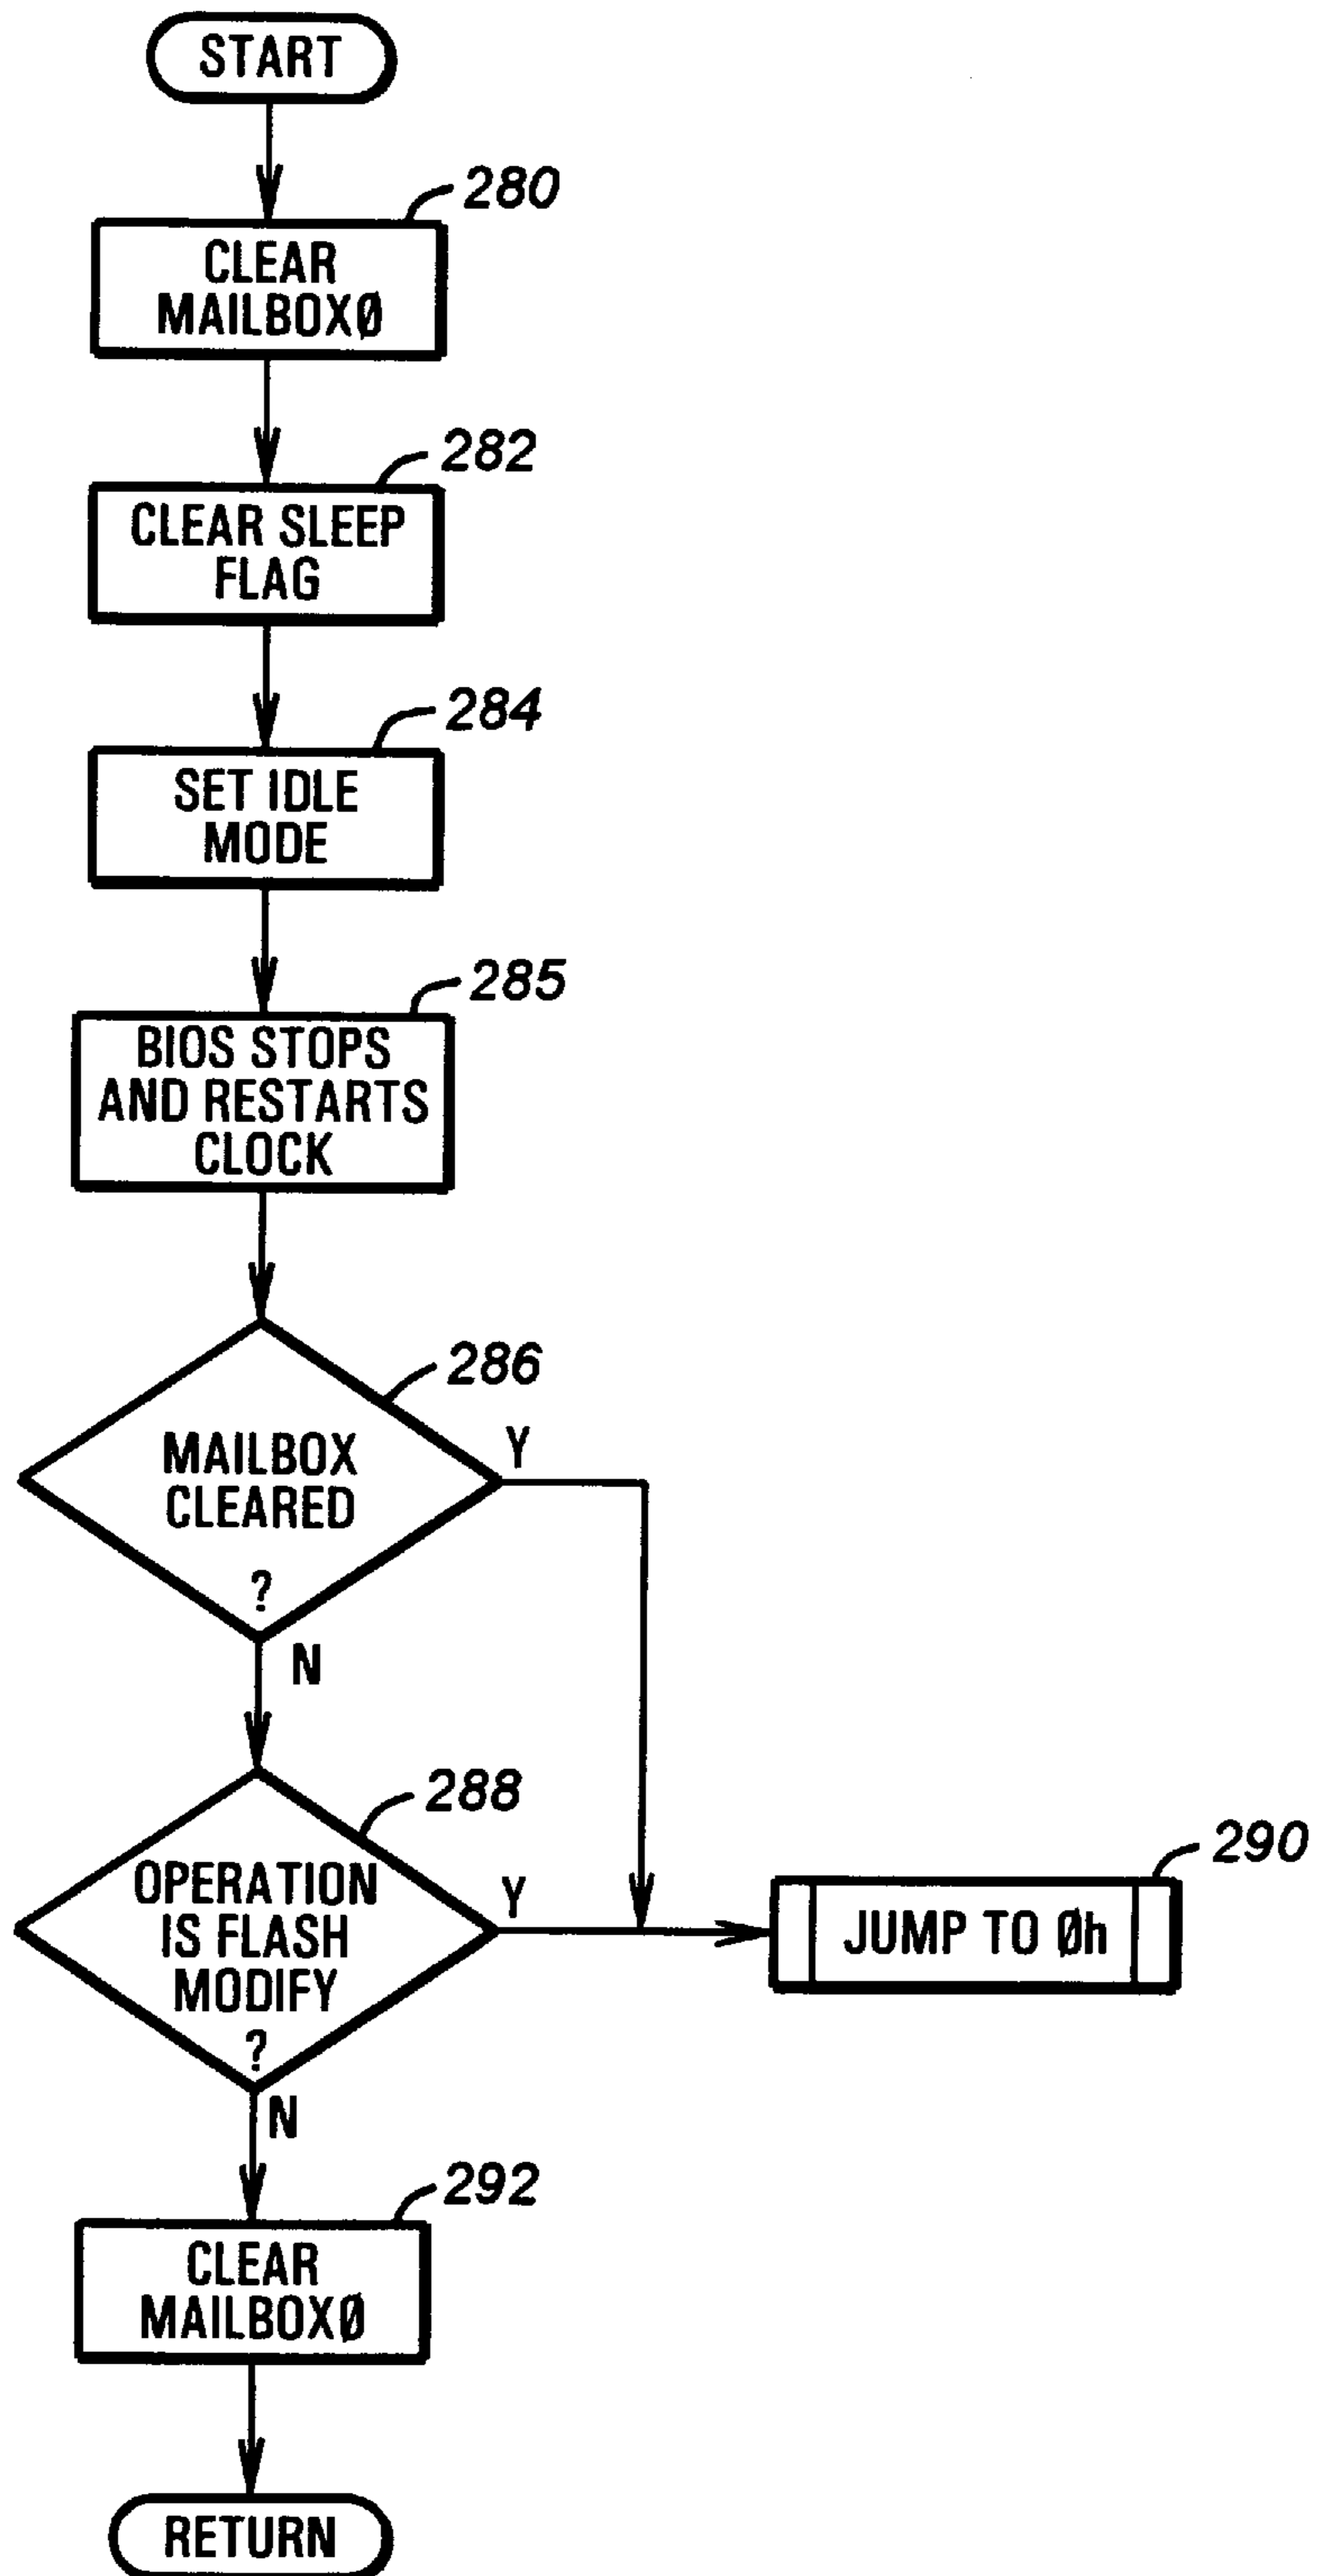 START
280
CLEAR
MAILBOXØ
282
CLEAR SLEEP
FLAG
284
SET IDLE
MODE
285
BIOS STOPS
AND RESTARTS
CLOCK
286
MAILBOX
CLEARED
?
Y
N
288
OPERATION
IS FLASH
MODIFY
?
Y
290
JUMP TO Øh
N
292
CLEAR
MAILBOXØ
RETURN